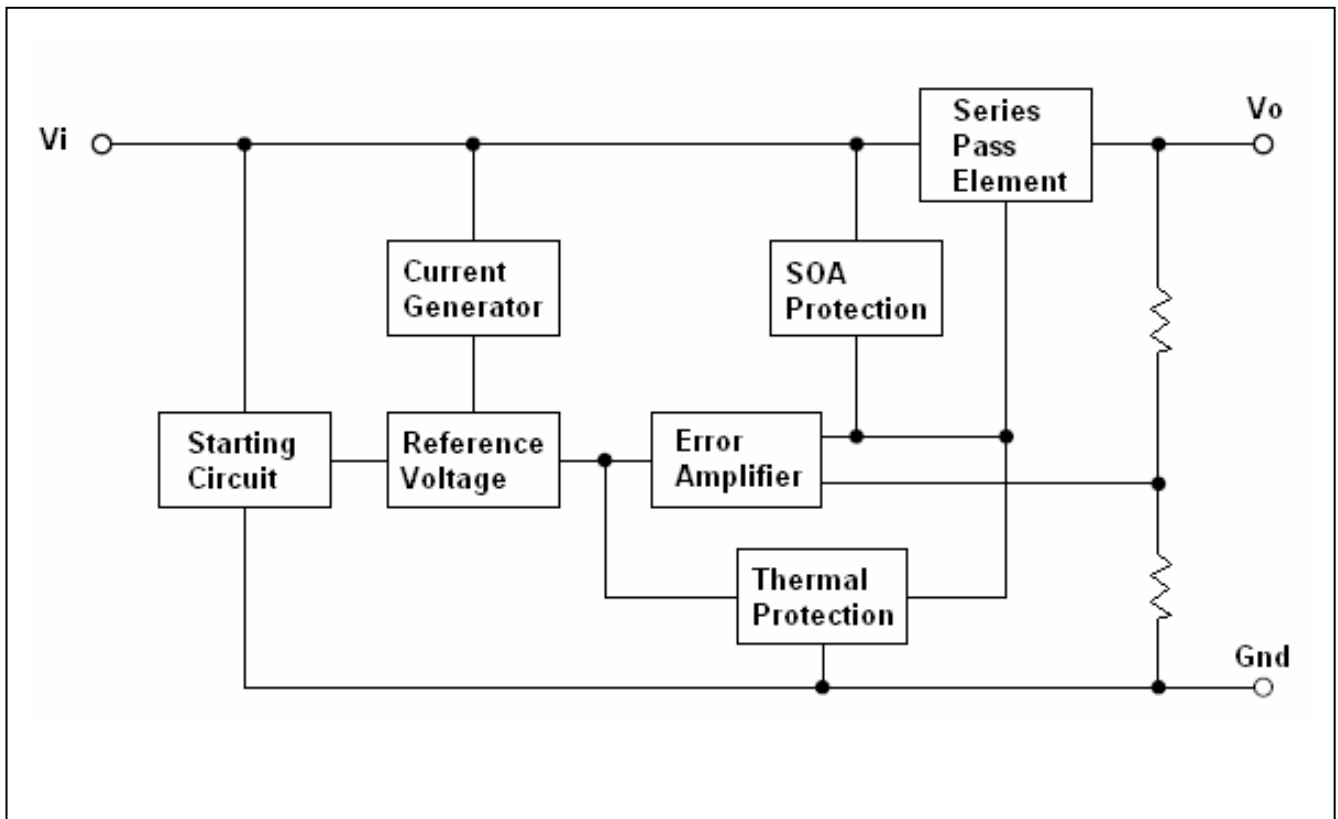 Vi
Series
Pass
Element
Vo
Current
Generator
SOA
Protection
Starting
Circuit
Reference
Voltage
Error
Amplifier
Thermal
Protection
Gnd